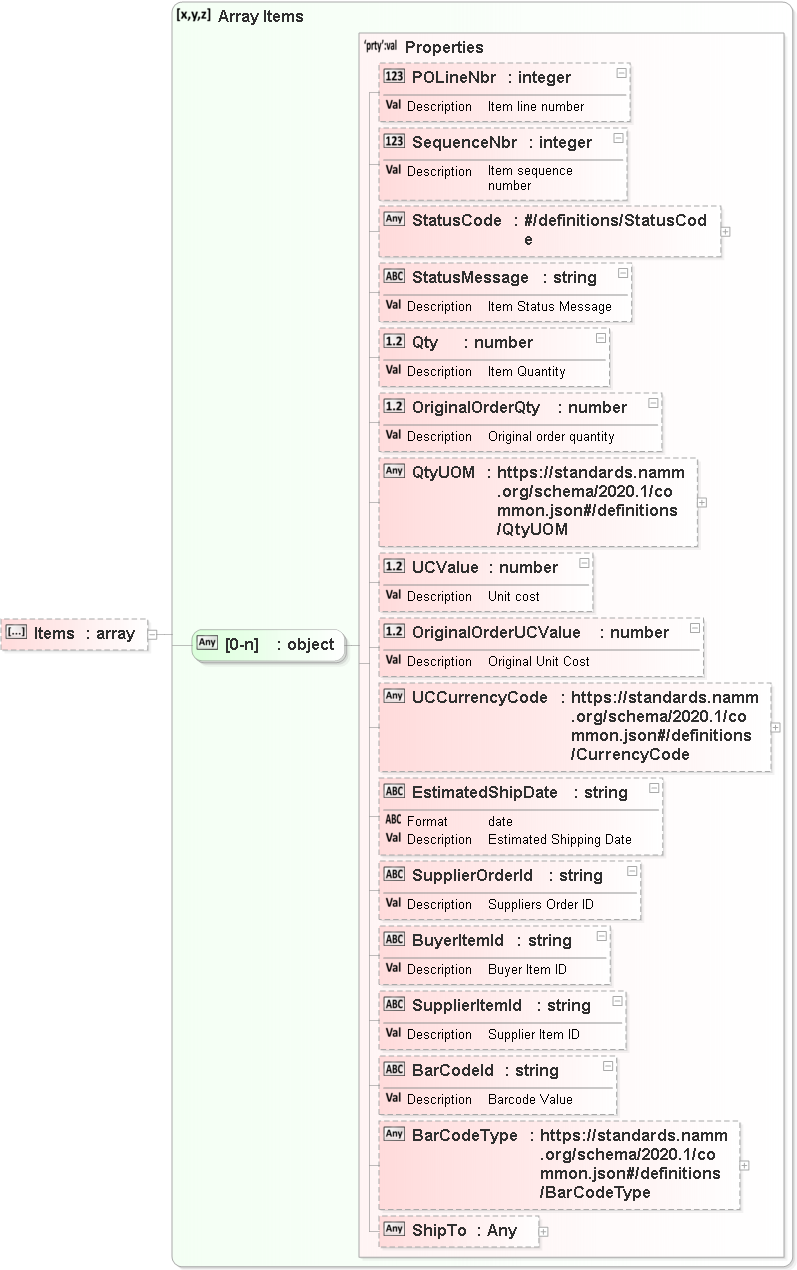 [x,y,z] Array Items
'prty':val Properties
123 POLineNbr : integer
Val Description Item line number
123 SequenceNbr : integer
Val Description Item sequence
number
Any StatusCode : #/definitions/StatusCod
e
ABC StatusMessage : string
Val Description Item Status Message
1.2 Qty : number
Val Description Item Quantity
1.2 OriginalOrderQty : number
Val Description Original order quantity
Any QtyUOM : https://standards.namm
.org/schema/2020.1/co
mmon.json#/definitions
/QtyUOM
1.2 UCValue : number
Val Description Unit cost
[...] Items : array
Any [0-n] : object
1.2 OriginalOrderUCValue : number
Val Description Original Unit Cost
Any UCCurrencyCode : https://standards.namm
.org/schema/2020.1/co
mmon.json#/definitions
/CurrencyCode
ABC EstimatedShipDate : string
ABC Format date
Val Description Estimated Shipping Date
ABC SupplierOrderId : string
Val Description Suppliers Order ID
ABC BuyerItemId : string
Val Description Buyer Item ID
ABC SupplierItemId : string
Val Description Supplier Item ID
ABC BarCodeId : string
Val Description Barcode Value
Any BarCodeType : https://standards.namm
.org/schema/2020.1/co
mmon.json#/definitions
/BarCodeType
Any ShipTo : Any